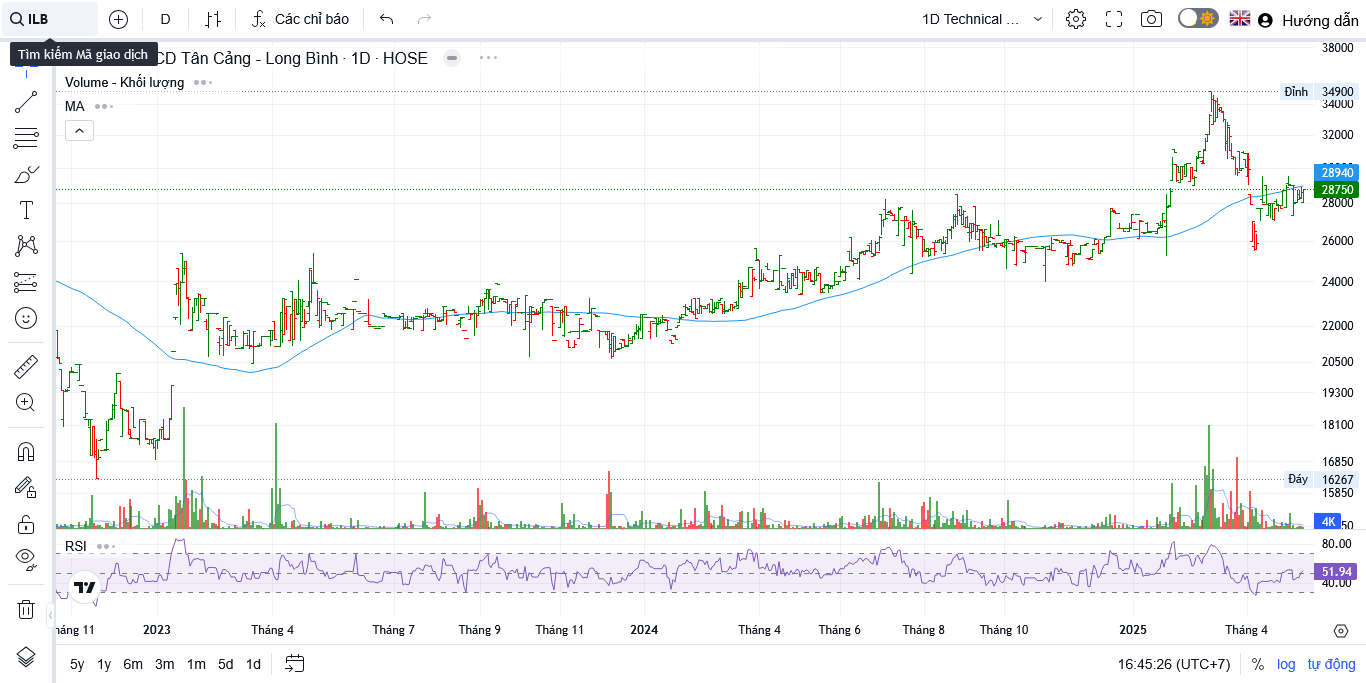 ILB
D
Các chỉ báo
1D Technical ...
Hướng dẫn
Tìm kiếm Mã giao dịch
CD Tân Cảng - Long Bình · 1D · HOSE
Volume - Khối lượng
MA
38000
Đỉnh 34900
34000
32000
28940
28750
28000
26000
24000
22000
20500
19300
18100
16850
Đáy 16267
15850
4K
50
RSI
80.00
51.94
40.00
háng 11 2023 Tháng 4 Tháng 7 Tháng 9 Tháng 11 2024 Tháng 4 Tháng 6 Tháng 8 Tháng 10 2025 Tháng 4
5y 1y 6m 3m 1m 5d 1d
16:45:26 (UTC+7) % log tự động